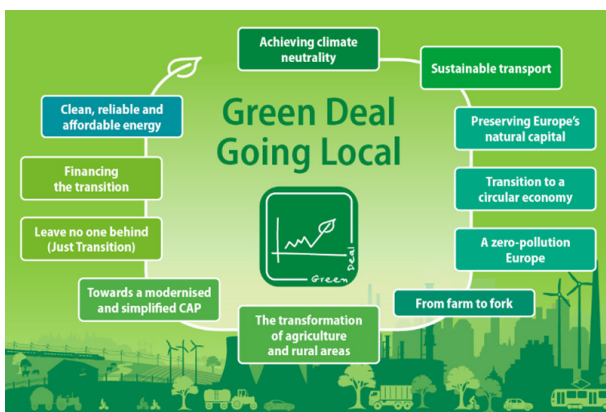 Achieving climate
neutrality
Sustainable transport
Clean, reliable and
affordable energy
Green Deal
Going Local
Preserving Europe's
natural capital
Financing
the transition
Transition to a
circular economy
Leave no one behind
(Just Transition)
A zero-pollution
Europe
Green Deal
Towards a modernised
and simplified CAP
From farm to fork
The transformation
of agriculture
and rural areas